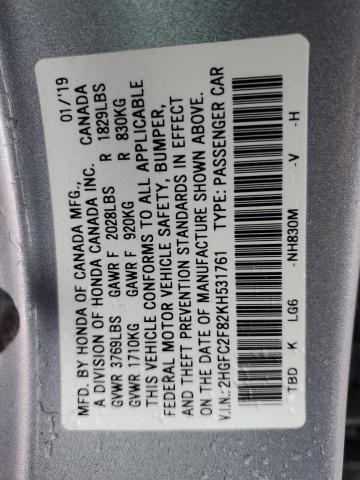 MFD. BY HONDA OF CANADA MFG., 01/'19
A DIVISION OF HONDA CANADA INC. CANADA
GVWR 3769LBS GAWR F 2028LBS R 1829LBS
GVWR 1710KG GAWR F 920KG R 830KG
THIS VEHICLE CONFORMS TO ALL APPLICABLE
FEDERAL MOTOR VEHICLE SAFETY, BUMPER,
AND THEFT PREVENTION STANDARDS IN EFFECT
ON THE DATE OF MANUFACTURE SHOWN ABOVE.
V.I.N.: 2HGFC2F82KH531761 TYPE: PASSENGER CAR
TBD K LG6 -NH830M -V -H